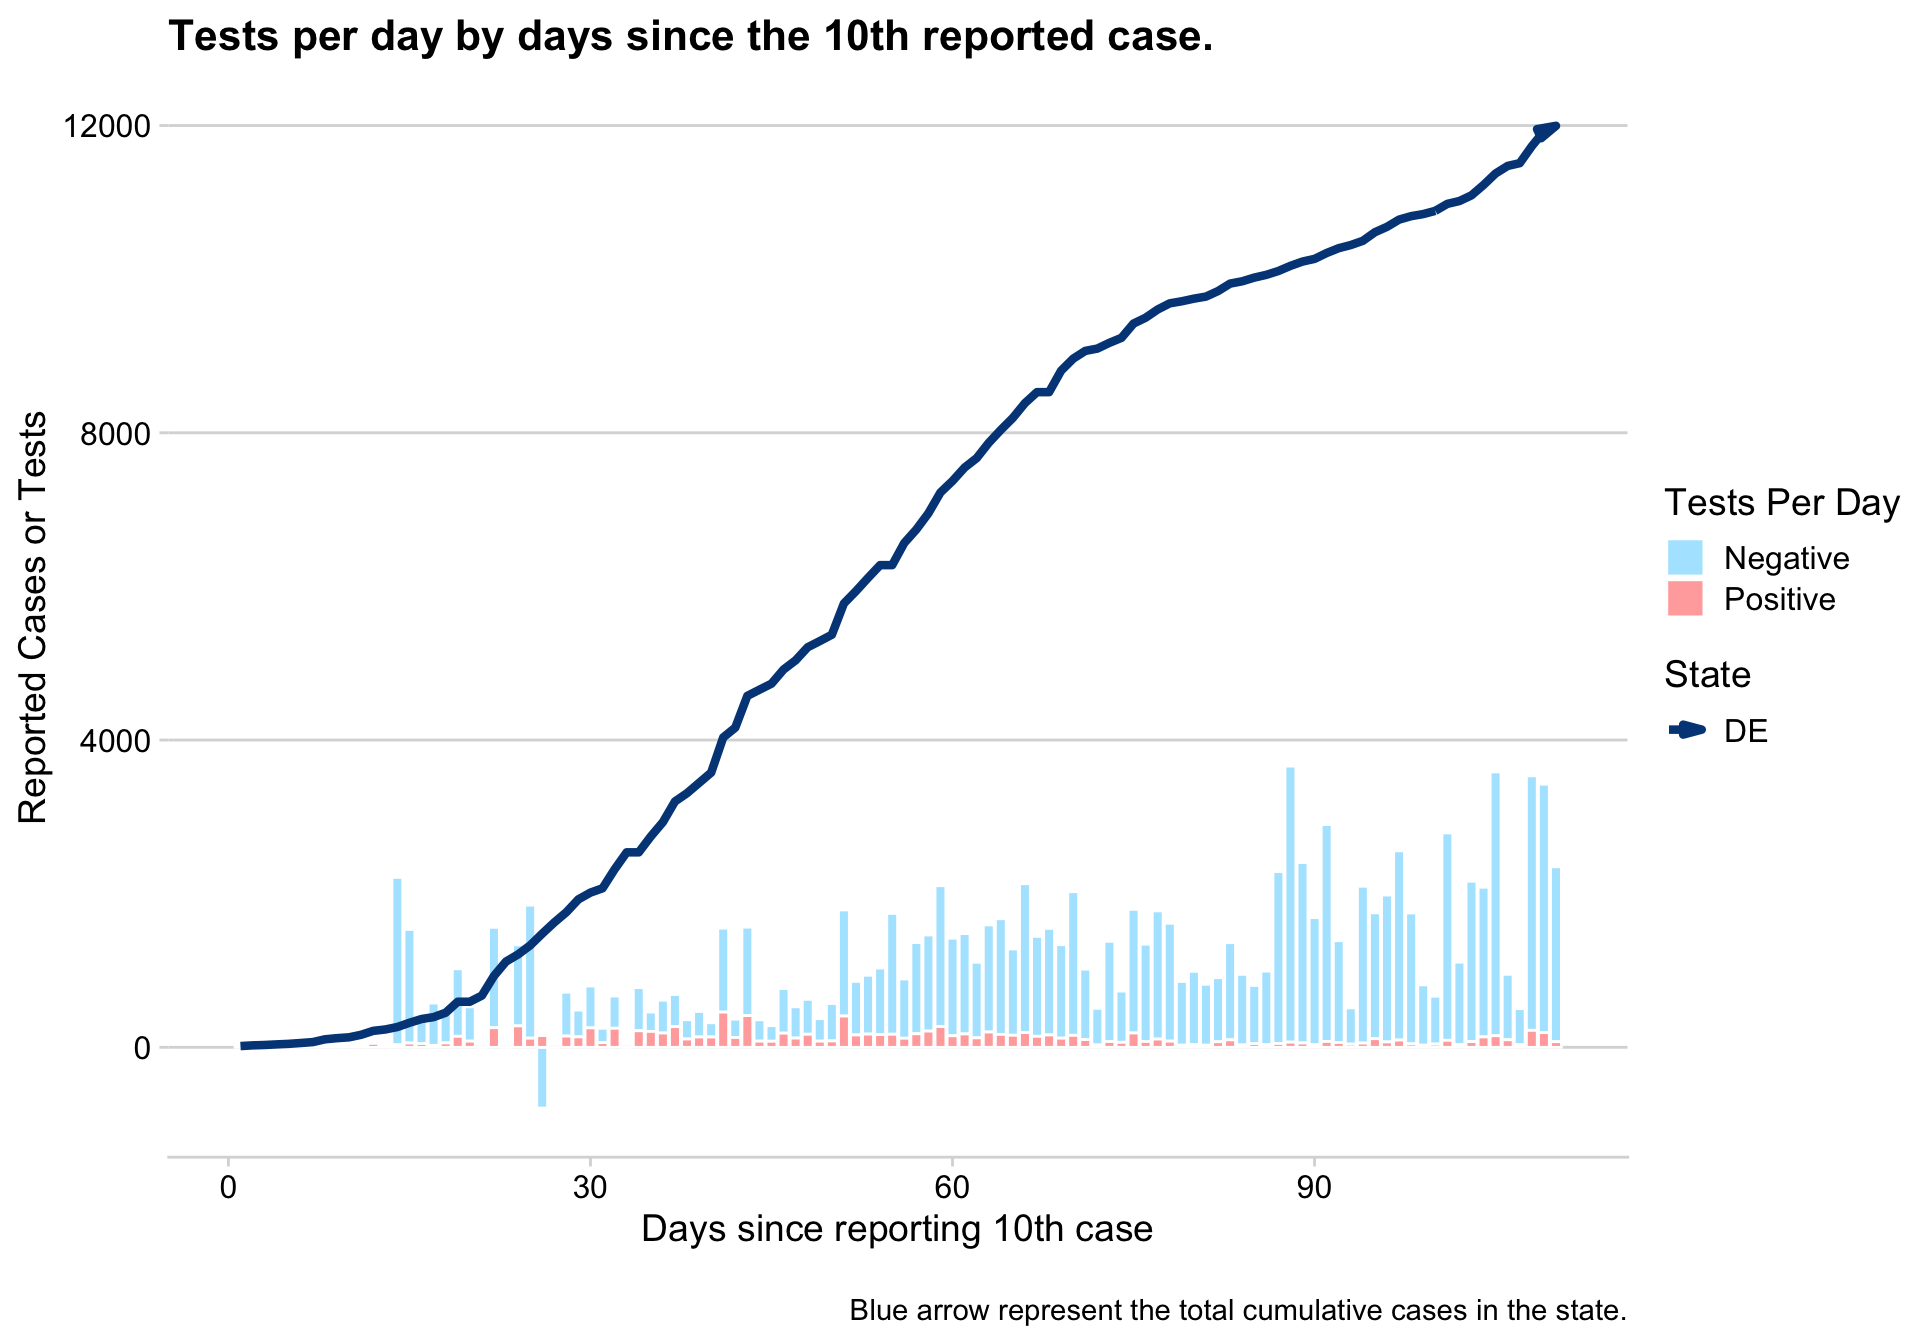 Tests per day by days since the 10th reported case.
12000
8000
4000
0
Reported Cases or Tests
0 30 60 90
Days since reporting 10th case
Tests Per Day
Negative
Positive
State
DE
Blue arrow represent the total cumulative cases in the state.